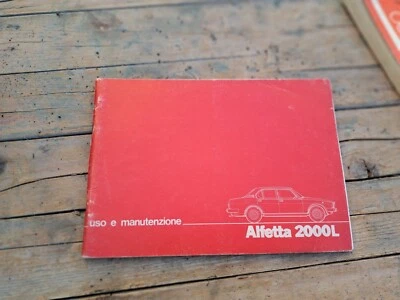 uso e manutenzione
Alfetta 2000L